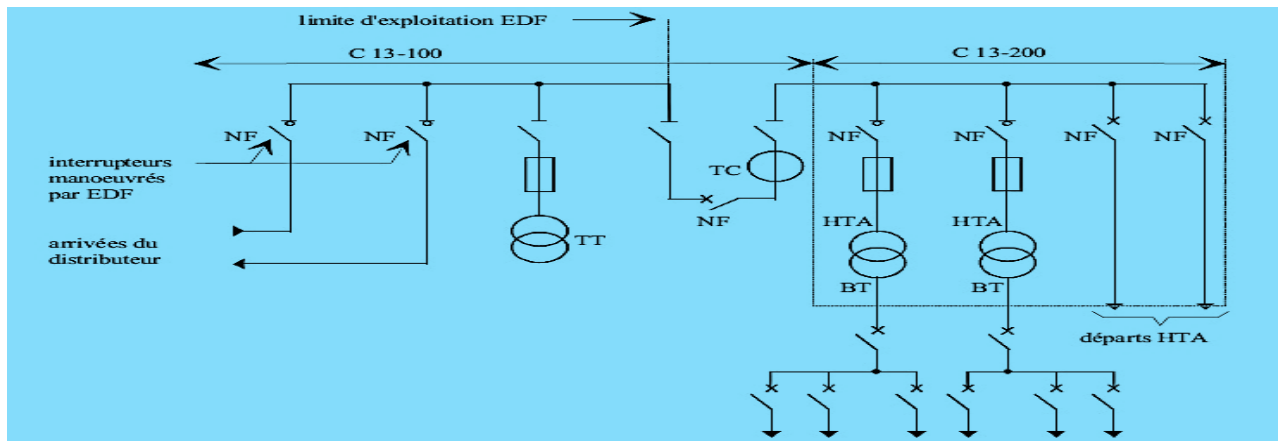 limite d'exploitation EDF
C 13-100
C 13-200
NF
NF
NF
NF
NF
NF
interrupteurs
manoeuvrés
par EDF
TC
NF
HTA
HTA
arrivées du
distributeur
TT
BT
BT
départs HTA